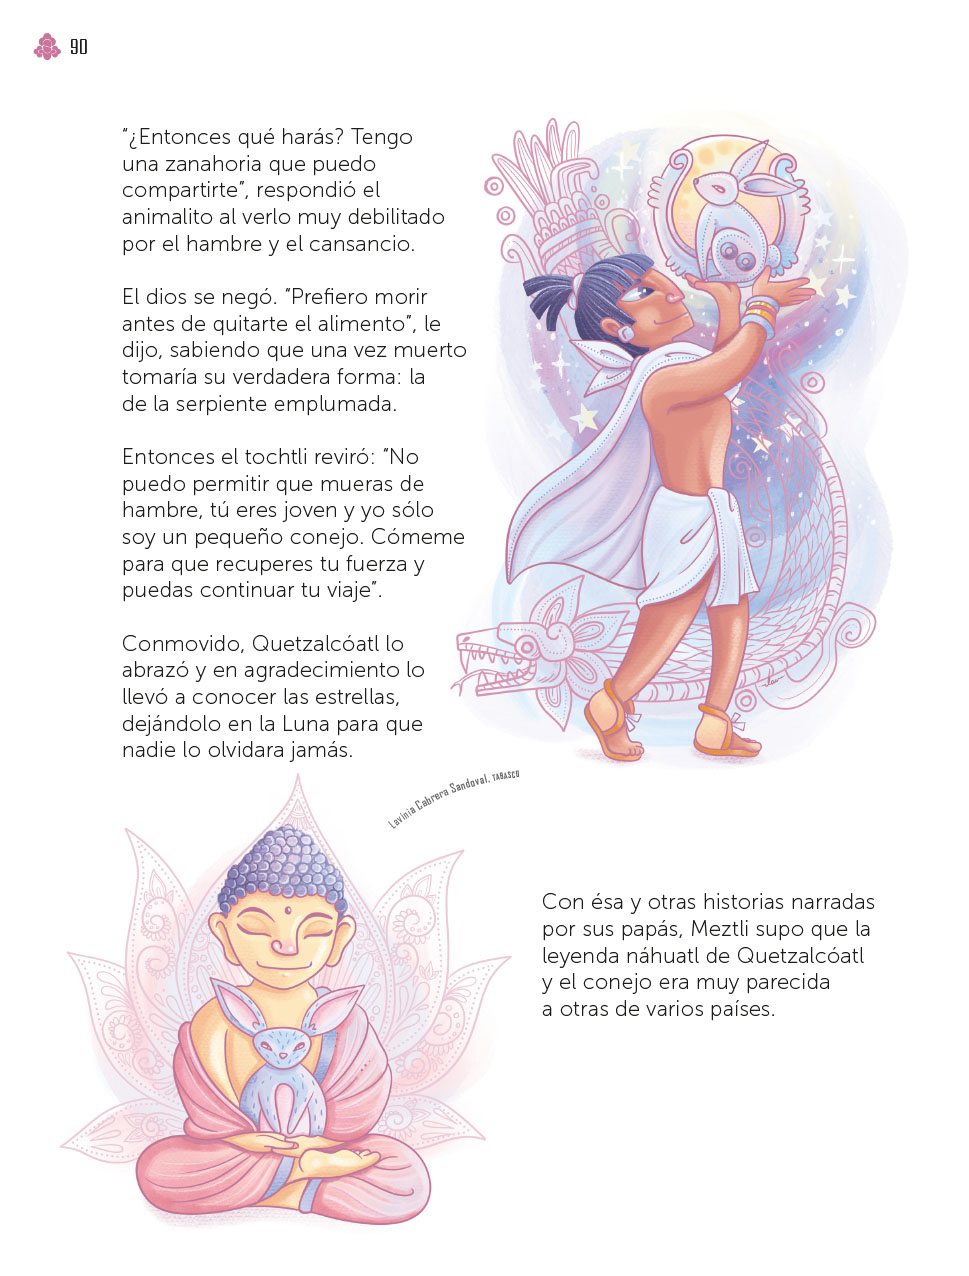 90
“¿Entonces qué harás? Tengo
una zanahoria que puedo
compartirte”, respondió el
animalito al verlo muy debilitado
por el hambre y el cansancio.
El dios se negó. “Prefiero morir
antes de quitarte el alimento”, le
dijo, sabiendo que una vez muerto
tomaría su verdadera forma: la
de la serpiente emplumada.
Entonces el tochtli reviró: “No
puedo permitir que mueras de
hambre, tú eres joven y yo sólo
soy un pequeño conejo. Cómeme
para que recuperes tu fuerza y
puedas continuar tu viaje”.
Conmovido, Quetzalcóatl lo
abrazó y en agradecimiento lo
llevó a conocer las estrellas,
dejándolo en la Luna para que
nadie lo olvidara jamás.
Lavinia Cabrera Sandoval, TABASCO
Con ésa y otras historias narradas
por sus papás, Meztli supo que la
leyenda náhuatl de Quetzalcóatl
y el conejo era muy parecida
a otras de varios países.